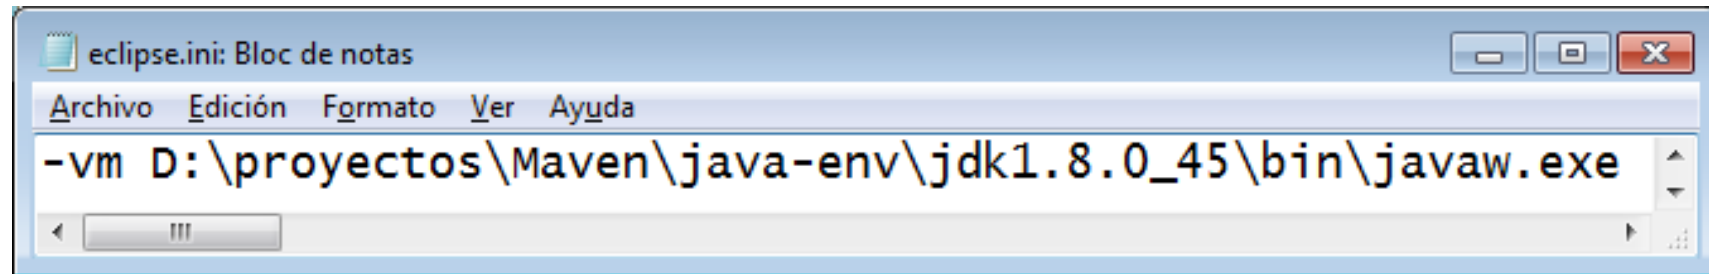 eclipse.ini: Bloc de notas
Archivo Edición Formato Ver Ayuda
-vm D:\proyectos\Maven\java-env\jdk1.8.0_45\bin\javaw.exe